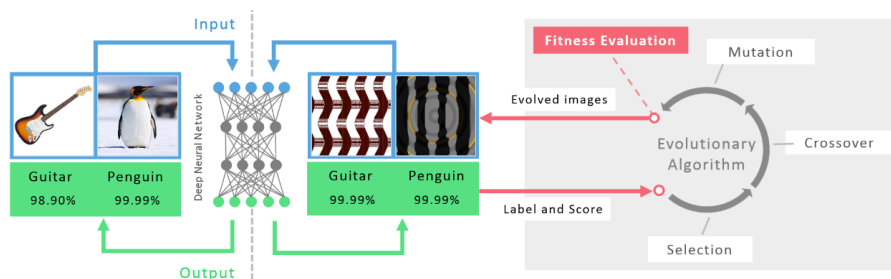 Input
Fitness Evaluation
Mutation
Evolved images
Deep Neural Network
Evolutionary
Algorithm
Crossover
Guitar
98.90%
Penguin
99.99%
Guitar
99.99%
Penguin
99.99%
Label and Score
Selection
Output